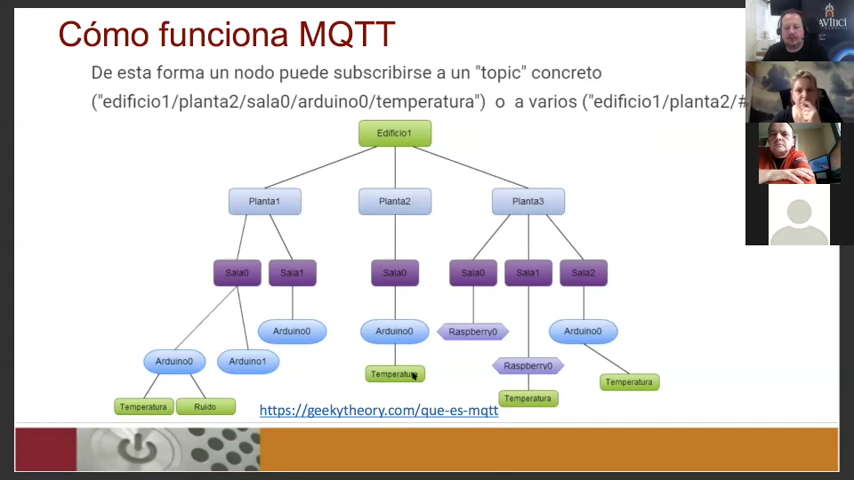 Cómo funciona MQTT
De esta forma un nodo puede subscribirse a un "topic" concreto
("edificio1/planta2/sala0/arduino0/temperatura") o a varios ("edificio1/planta2/#
Edificio1
Planta1
Planta2
Planta3
Sala0
Sala1
Sala0
Sala0
Sala1
Sala2
Arduino0
Arduino0
Raspberry0
Arduino0
Arduino0
Arduino1
Raspberry0
Temperatura
Temperatura
Temperatura
Ruido
Temperatura
https://geekytheory.com/que-es-mqtt